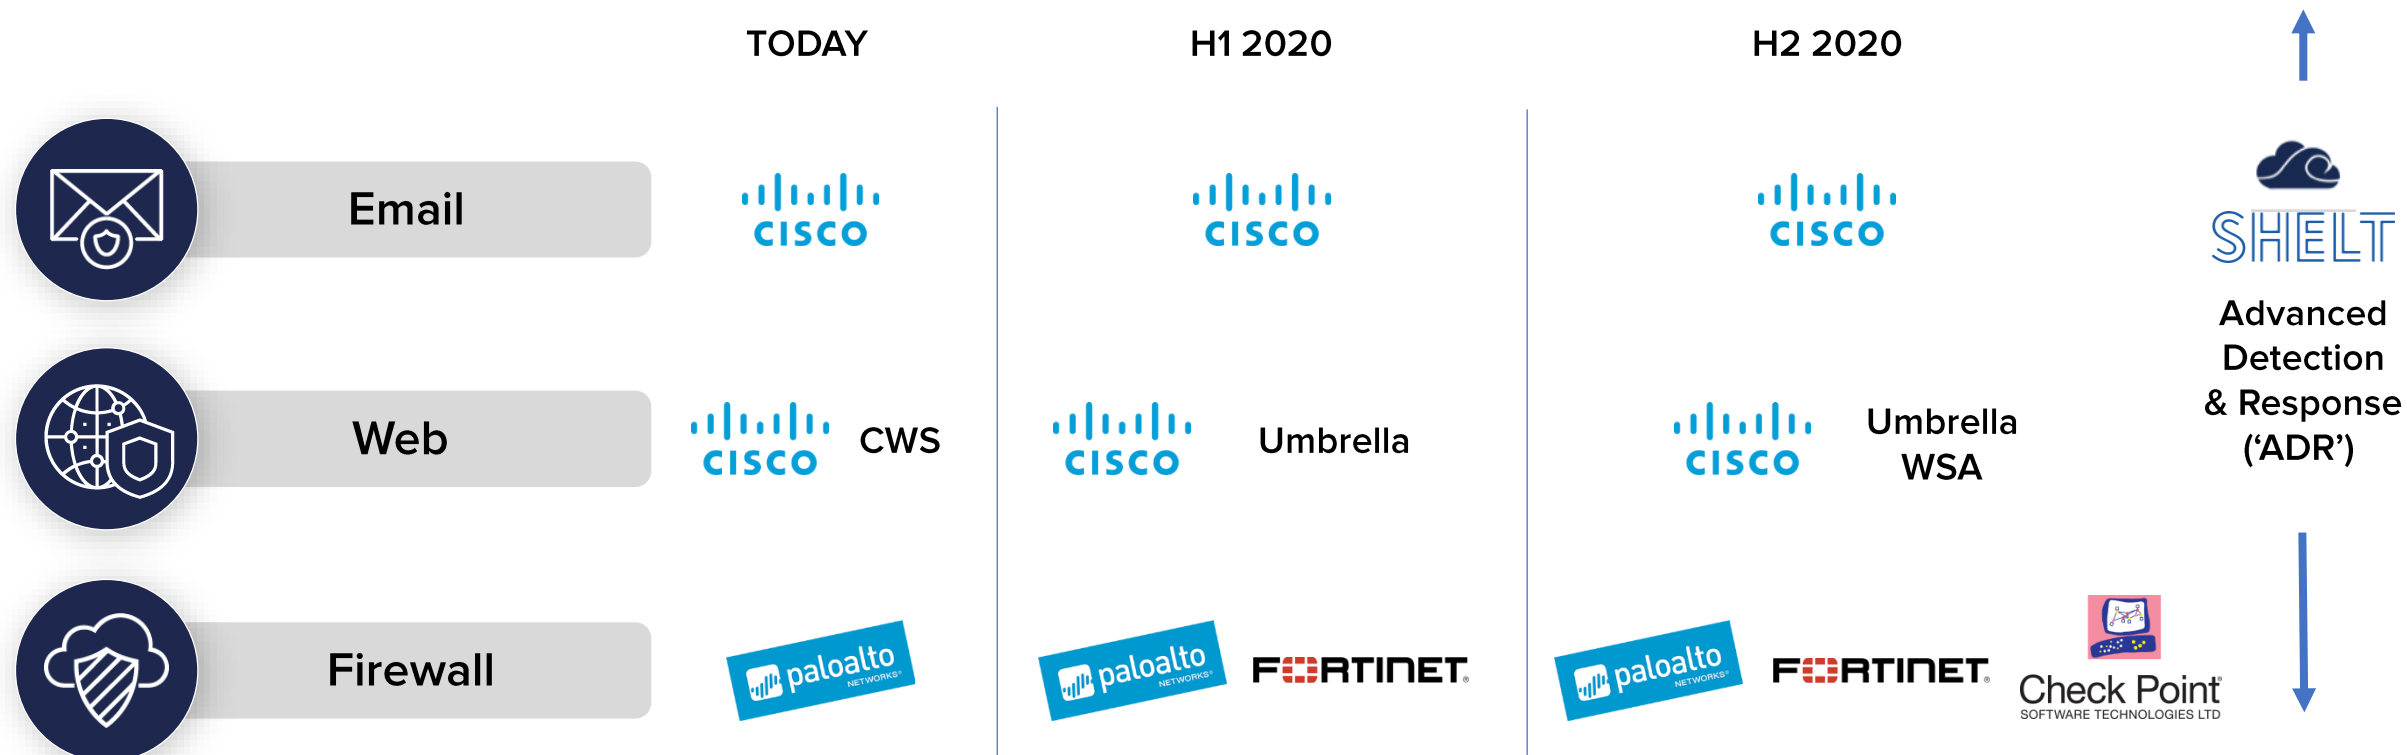 TODAY
H1 2020
H2 2020
Email
CISCO
CISCO
CISCO
SHELT
Advanced
Detection
& Response
(‘ADR’)
Web
CISCO
CWS
CISCO
Umbrella
CISCO
Umbrella
WSA
Firewall
paloalto
NETWORKS®
paloalto
NETWORKS®
FORTINET®
paloalto
NETWORKS®
FORTINET®
Check Point®
SOFTWARE TECHNOLOGIES LTD